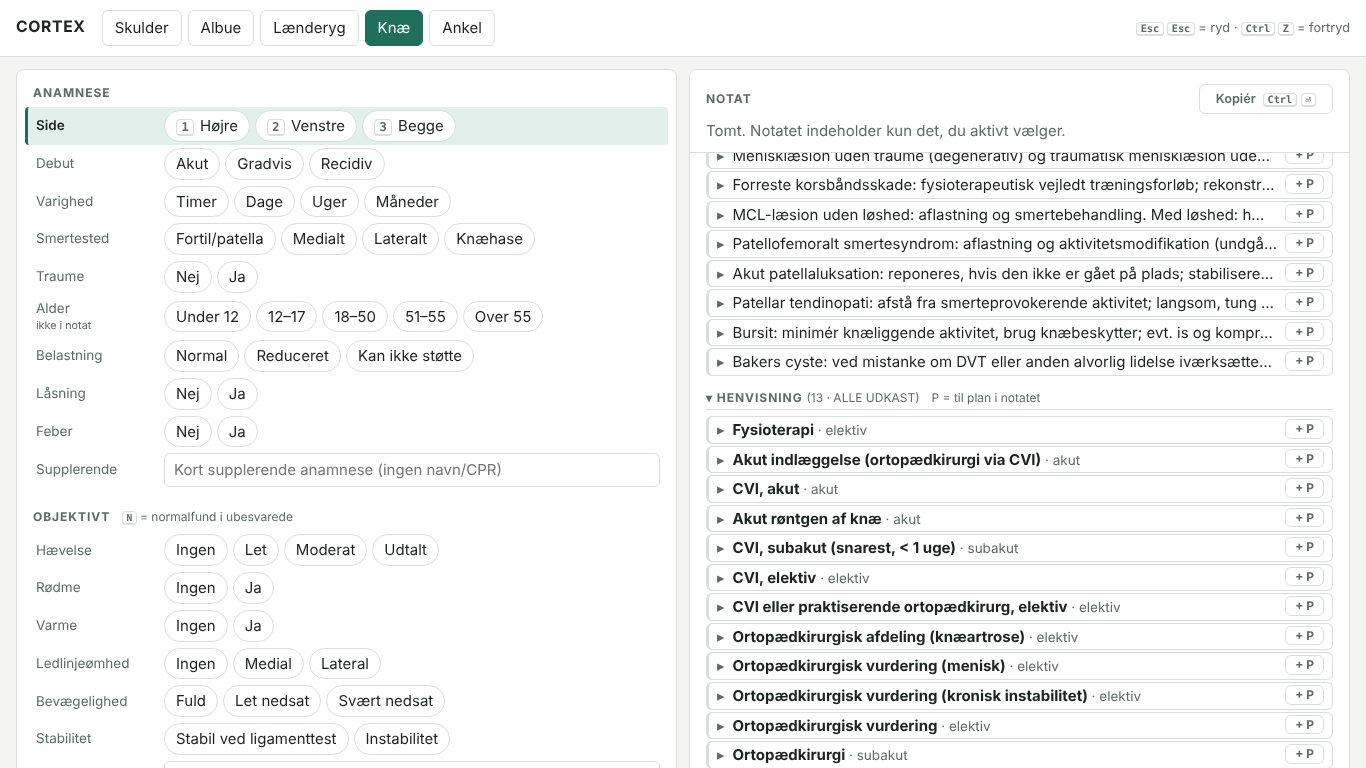 CORTEX
Skulder
Albue
Lænderyg
Knæ
Ankel
Esc Esc = ryd · Ctrl Z = fortryd
ANAMNESE
Side 1 Højre 2 Venstre 3 Begge
Debut Akut Gradvis Recidiv
Varighed Timer Dage Uger Måneder
Smertested Fortil/patella Medialt Lateralt Knæhase
Traume Nej Ja
Alder Under 12 12–17 18–50 51–55 Over 55
ikke i notat
Belastning Normal Reduceret Kan ikke støtte
Låsning Nej Ja
Feber Nej Ja
Supplerende Kort supplerende anamnese (ingen navn/CPR)
OBJEKTIVT N = normalfund i ubesvarede
Hævelse Ingen Let Moderat Udtalt
Rødme Ingen Ja
Varme Ingen Ja
Ledlinjeømhed Ingen Medial Lateral
Bevægelighed Fuld Let nedsat Svært nedsat
Stabilitet Stabil ved ligamenttest Instabilitet
NOTAT Kopiér Ctrl ⏎
Tomt. Notatet indeholder kun det, du aktivt vælger.
▸ Menisklæsion uden traume (degenerativ) og traumatisk menisklæsion ude... + P
▸ Forreste korsbåndsskade: fysioterapeutisk vejledt træningsforløb; rekonstr... + P
▸ MCL-læsion uden løshed: aflastning og smertebehandling. Med løshed: h... + P
▸ Patellofemoralt smertesyndrom: aflastning og aktivitetsmodifikation (undgå... + P
▸ Akut patellaluksation: reponeres, hvis den ikke er gået på plads; stabilisere... + P
▸ Patellar tendinopati: afstå fra smerteprovokerende aktivitet; langsom, tung ... + P
▸ Bursit: minimér knæliggende aktivitet, brug knæbeskytter; evt. is og kompr... + P
▸ Bakers cyste: ved mistanke om DVT eller anden alvorlig lidelse iværksætte... + P
▾ HENVISNING (13 · ALLE UDKAST) P = til plan i notatet
▸ Fysioterapi · elektiv + P
▸ Akut indlæggelse (ortopædkirurgi via CVI) · akut + P
▸ CVI, akut · akut + P
▸ Akut røntgen af knæ · akut + P
▸ CVI, subakut (snarest, < 1 uge) · subakut + P
▸ CVI, elektiv · elektiv + P
▸ CVI eller praktiserende ortopædkirurg, elektiv · elektiv + P
▸ Ortopædkirurgisk afdeling (knæartrose) · elektiv + P
▸ Ortopædkirurgisk vurdering (menisk) · elektiv + P
▸ Ortopædkirurgisk vurdering (kronisk instabilitet) · elektiv + P
▸ Ortopædkirurgisk vurdering · elektiv + P
▸ Ortopædkirurgi · subakut + P